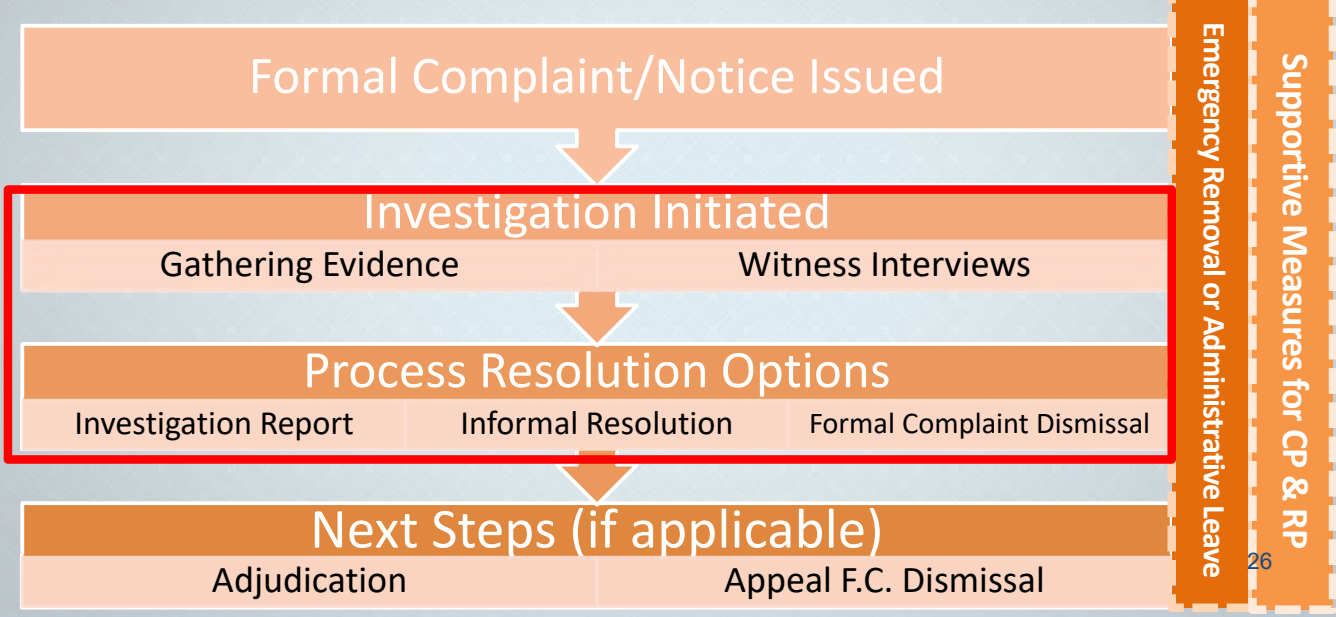 Formal Complaint/Notice Issued
Investigation Initiated
Gathering Evidence
Witness Interviews
Process Resolution Options
Investigation Report
Informal Resolution
Formal Complaint Dismissal
Next Steps (if applicable)
Adjudication
Appeal F.C. Dismissal
Emergency Removal or Administrative Leave
Supportive Measures for CP & RP
26